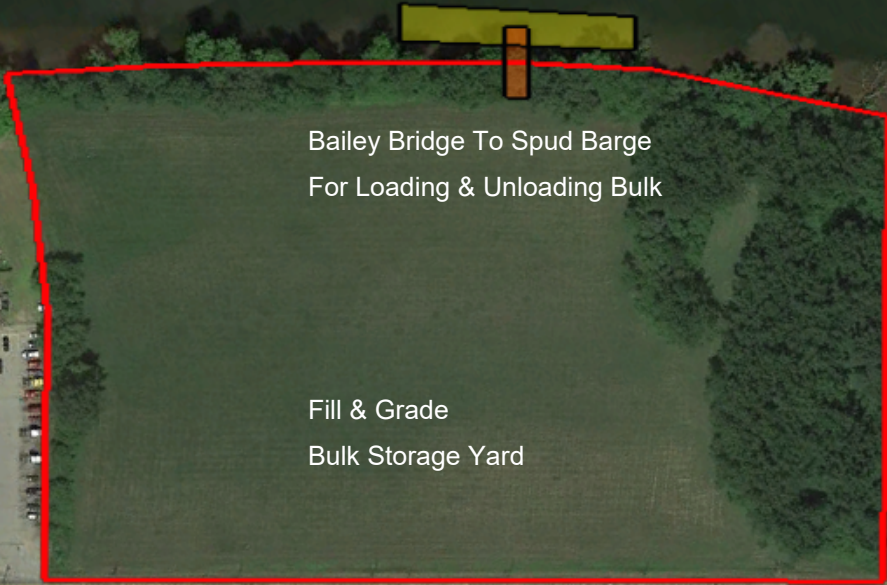 Bailey Bridge To Spud Barge
For Loading & Unloading Bulk
Fill & Grade
Bulk Storage Yard